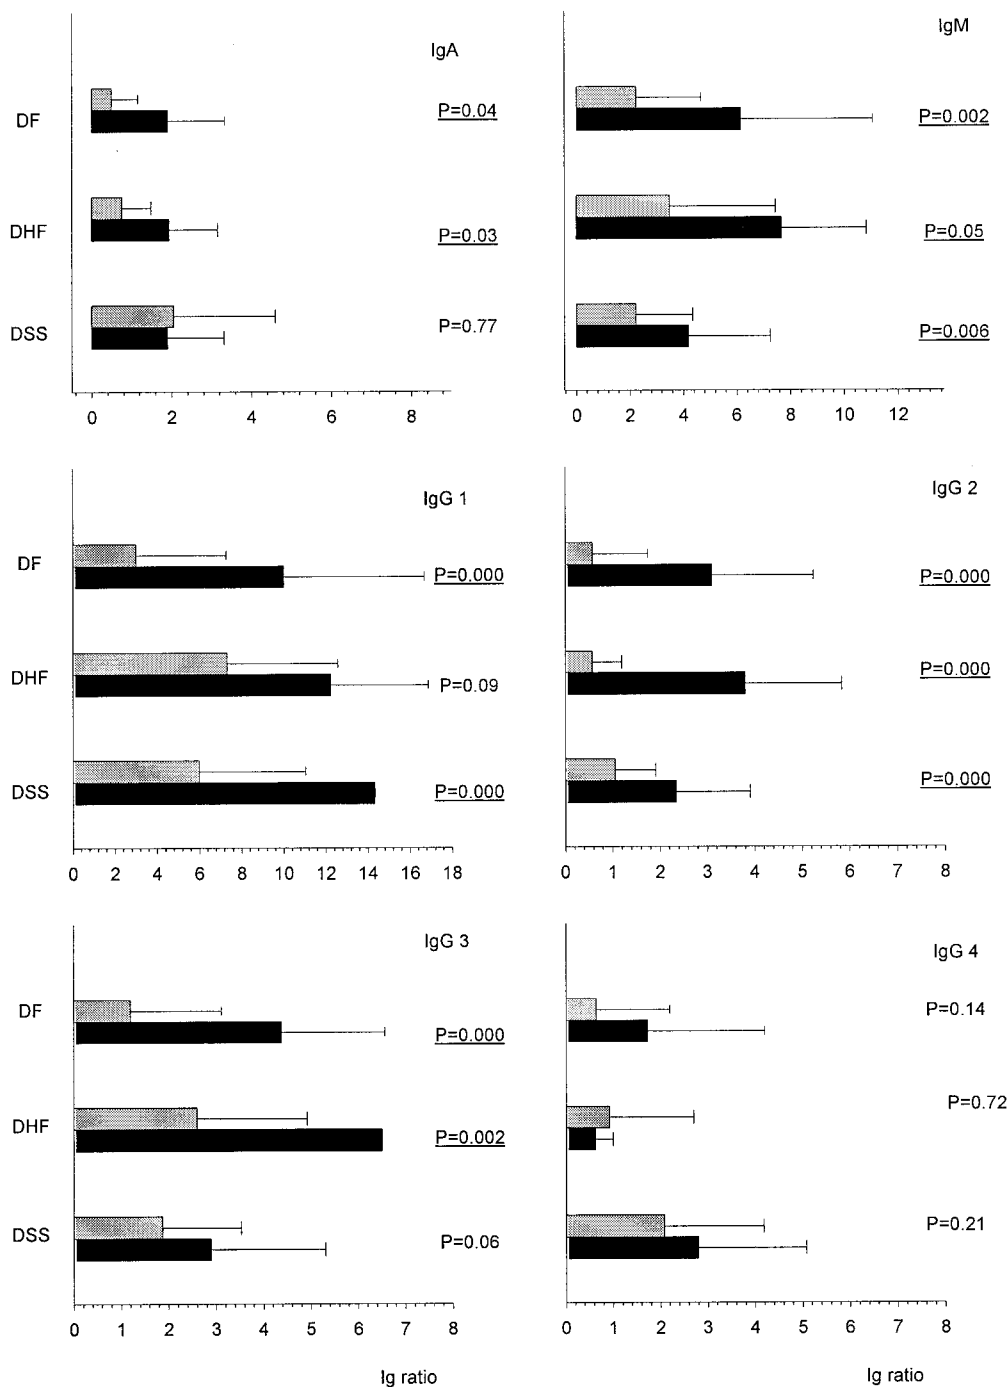 IgA
DF P=0.04
DHF P=0.03
DSS P=0.77
0 2 4 6 8
IgM
P=0.002
P=0.05
P=0.006
0 2 4 6 8 10 12
IgG 1
DF P=0.000
DHF P=0.09
DSS P=0.000
0 2 4 6 8 10 12 14 16 18
IgG 2
P=0.000
P=0.000
P=0.000
0 1 2 3 4 5 6 7 8
IgG 3
DF P=0.000
DHF P=0.002
DSS P=0.06
0 1 2 3 4 5 6 7 8
Ig ratio
IgG 4
P=0.14
P=0.72
P=0.21
0 1 2 3 4 5 6 7 8
Ig ratio